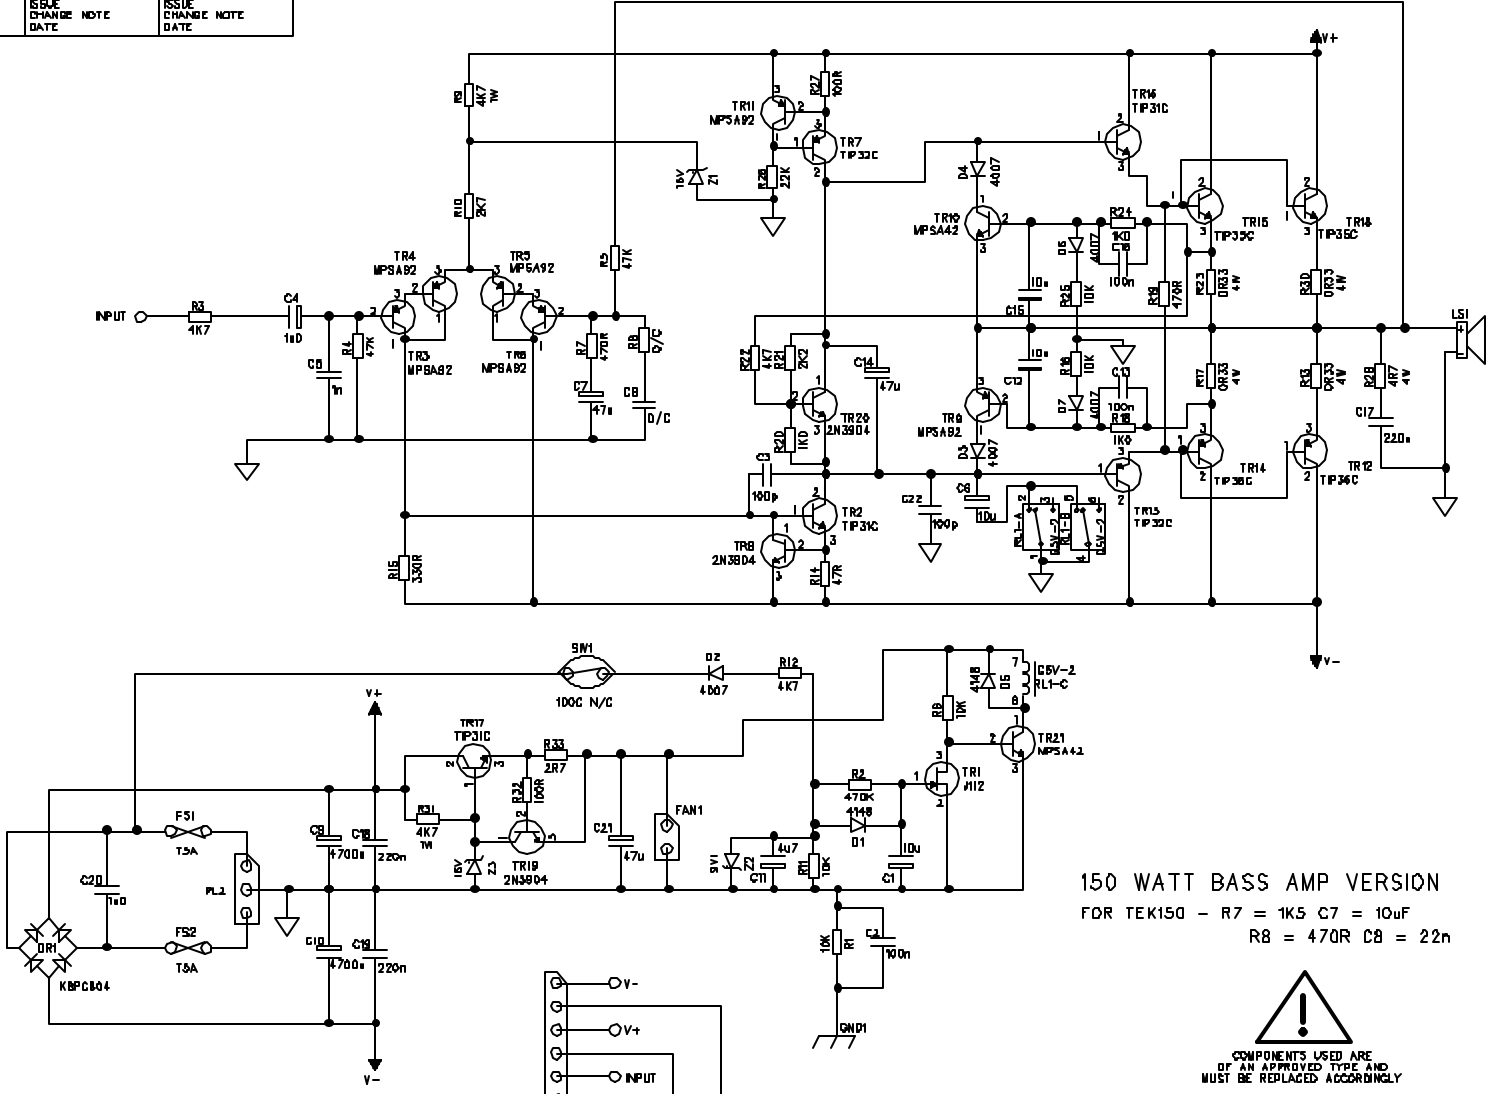 ISSUE
CHANGE NOTE
DATE
ISSUE
CHANGE NOTE
DATE
V+
R9
4K7
1W
TR11
MPSA92
R27
100R
TR7
TIP32C
R28
22K
15V
Z1
TR16
TIP31C
D4
4007
TR10
MPSA42
R10
2K7
R5
47K
TR4
MPSA92
TR5
MPSA92
INPUT
R3
4K7
C4
C5
1n
R4
47K
TR3
MPSA92
TR6
MPSA92
R7
470R
C7
47u
R8
O/C
C8
O/C
R24
1K0
100n
4007
R25
10K
10u
C15
R19
470R
TR15
TIP35C
TR18
TIP35C
R23
0R33
4W
R30
0R33
4W
LS1
R22
4K7
R21
2K2
C14
47u
TR20
2N3904
R20
1K0
C3
100p
TR9
MPSA92
D3
4007
10u
C12
R16
10K
D7
4007
C13
100n
R18
1K0
R17
0R33
4W
R13
0R33
4W
R29
4R7
4W
C17
220n
TR14
TIP36C
TR12
TIP36C
TR2
TIP31C
TR8
2N3904
R14
47R
C22
100p
C6
10u
RL1-A
G5V-2
RL1-B
G5V-2
TR13
TIP32C
R15
330R
V-
SW1
100C N/C
D2
4007
R12
4K7
4148
D5
G5V-2
RL1-C
R6
10K
TR21
MPSA42
TR1
J112
V+
TR17
TIP31C
R33
2R7
R32
100R
R31
4K7
1W
15V
Z3
TR19
2N3904
C21
47u
FAN1
R2
470K
4148
D1
9V1
Z2
4u7
C11
R11
10K
10u
C1
FS1
T5A
C20
FS2
T5A
C9
4700u
C18
220n
C10
4700u
C19
220n
KBPC804
V-
10K
R1
C2
100n
GND1
V-
V+
INPUT
150 WATT BASS AMP VERSION
FOR TEK150 - R7 = 1K5 C7 = 10uF
R8 = 470R C8 = 22n
!
COMPONENTS USED ARE
OF AN APPROVED TYPE AND
MUST BE REPLACED ACCORDINGLY